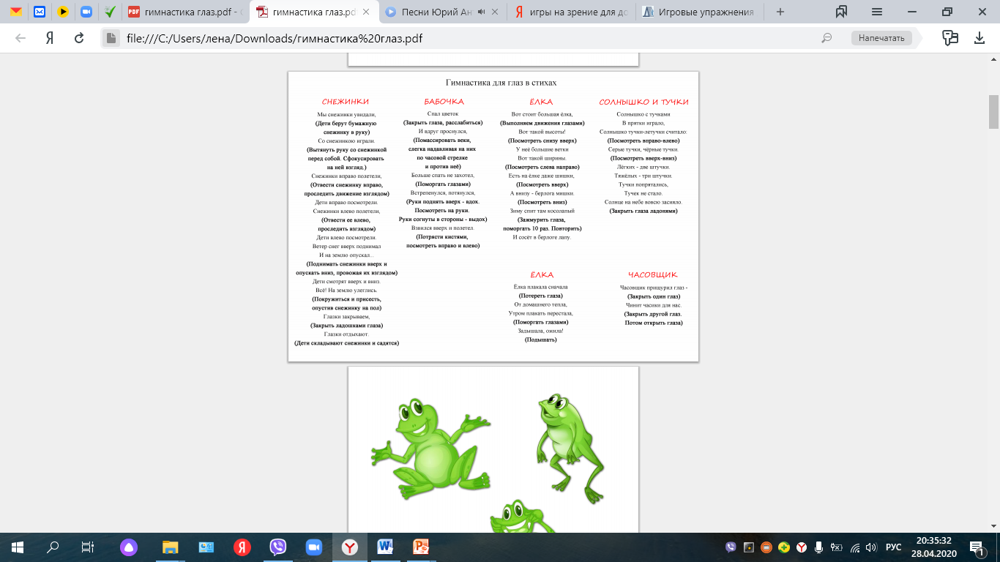 гимнастика глаз.pdf - 
гимнастика глаз.pd
Песни Юрий Ан
игры на зрение для до
Игровые упражнения
file:///C:/Users/лена/Downloads/гимнастика%20глаз.pdf
Напечатать
Гимнастика для глаз в стихах
СНЕЖИНКИ
Мы снежинки увидали,
(Дети берут бумажную
снежинку в руку)
Со снежинкою играли.
(Вытянуть руку со снежинкой
перед собой. Сфокусировать
на ней взгляд.)
Снежинки вправо полетели,
(Отвести снежинку вправо,
проследить движение взглядом)
Дети вправо посмотрели.
Снежинки влево полетели,
(Отвести ее влево,
проследить взглядом)
Дети влево посмотрели.
Ветер снег вверх поднимал
И на землю опускал...
(Поднимать снежинки вверх и
опускать вниз, провожая их взглядом)
Дети смотрят вверх и вниз.
Всё! На землю улеглись.
(Покружиться и присесть,
опустив снежинку на пол)
Глазки закрываем,
(Закрыть ладошками глаза)
Глазки отдыхают.
(Дети складывают снежинки и садятся)
БАБОЧКА
Спал цветок
(Закрыть глаза, расслабиться)
И вдруг проснулся,
(Помассировать веки,
слегка надавливая на них
по часовой стрелке
и против неё)
Больше спать не захотел,
(Поморгать глазами)
Встрепенулся, потянулся,
(Руки поднять вверх - вдох.
Посмотреть на руки.
Руки согнуты в стороны - выдох)
Взвился вверх и полетел.
(Потрясти кистями,
посмотреть вправо и влево)
ЁЛКА
Вот стоит большая ёлка,
(Выполняем движения глазами)
Вот такой высоты!
(Посмотреть снизу вверх)
У неё большие ветки
Вот такой ширины.
(Посмотреть слева направо)
Есть на ёлке даже шишки,
(Посмотреть вверх)
А внизу - берлога мишки.
(Посмотреть вниз)
Зиму спит там косолапый
(Зажмурить глаза,
поморгать 10 раз. Повторить)
И сосёт в берлоге лапу.
СОЛНЫШКО И ТУЧКИ
Солнышко с тучками
В прятки играло,
Солнышко тучки-летучки считало:
(Посмотреть вправо-влево)
Серые тучки, чёрные тучки.
(Посмотреть вверх-вниз)
Лёгких - две штучки.
Тяжёлых - три штучки.
Тучки попрятались,
Тучек не стало.
Солнце на небе вовсю засияло.
(Закрыть глаза ладонями)
ЁЛКА
Ёлка плакала сначала
(Потереть глаза)
От домашнего тепла,
Утром плакать перестала,
(Поморгать глазами)
Задышала, ожила!
(Подышать)
ЧАСОВЩИК
Часовщик прищурил глаз -
(Закрыть один глаз)
Чинит часики для нас.
(Закрыть другой глаз.
Потом открыть глаза)
РУС
20:35:32
28.04.2020